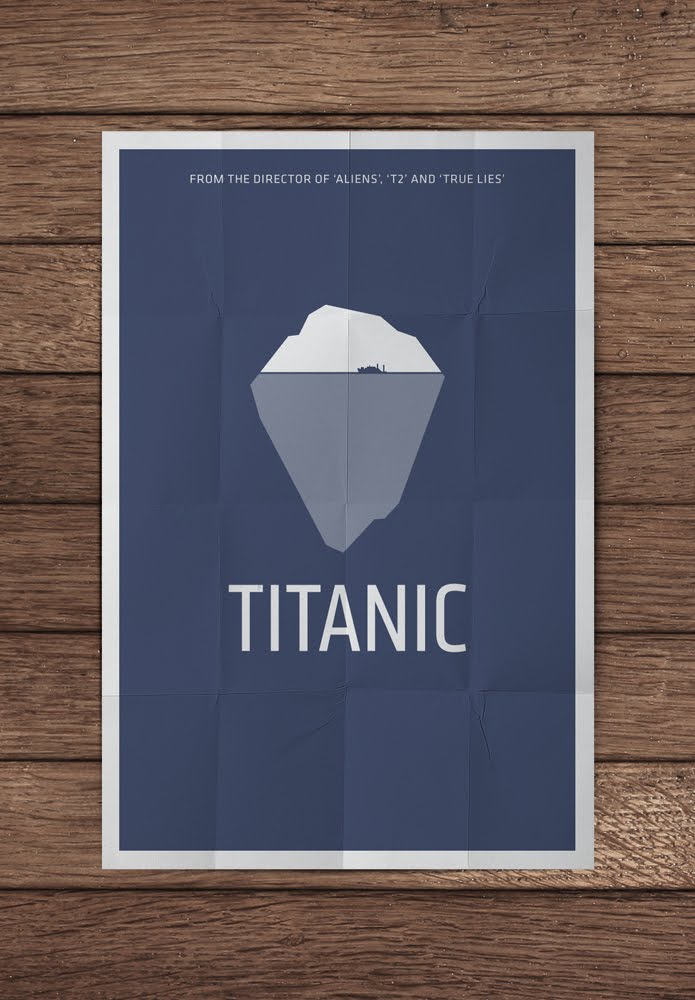 FROM THE DIRECTOR OF ‘ALIENS’, ‘T2’ AND ‘TRUE LIES’
TITANIC